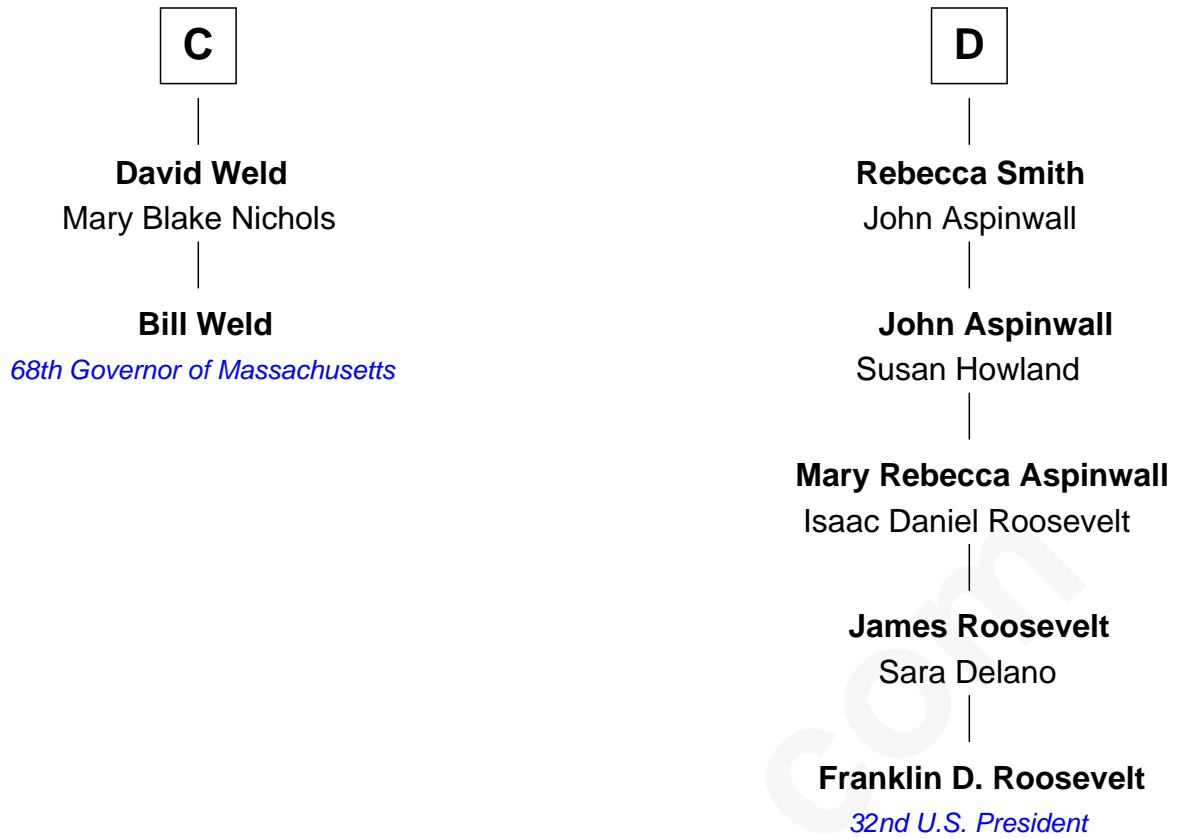 C
David Weld
Mary Blake Nichols
Bill Weld
68th Governor of Massachusetts
D
Rebecca Smith
John Aspinwall
John Aspinwall
Susan Howland
Mary Rebecca Aspinwall
Isaac Daniel Roosevelt
James Roosevelt
Sara Delano
Franklin D. Roosevelt
32nd U.S. President
com